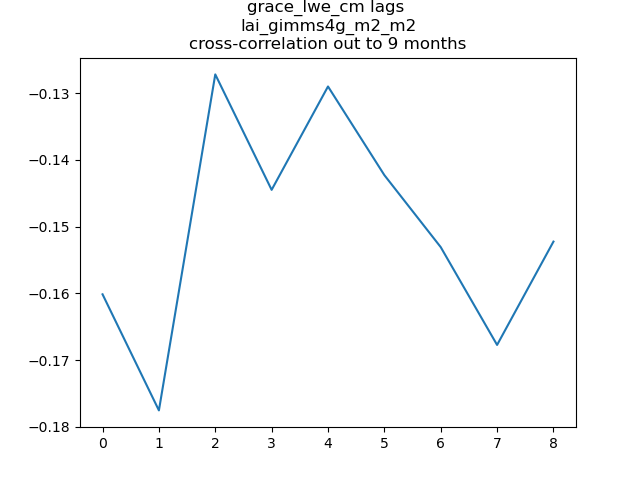 grace_lwe_cm lags
lai_gimms4g_m2_m2
cross-correlation out to 9 months
−0.13
−0.14
−0.15
−0.16
−0.17
−0.18
0 1 2 3 4 5 6 7 8